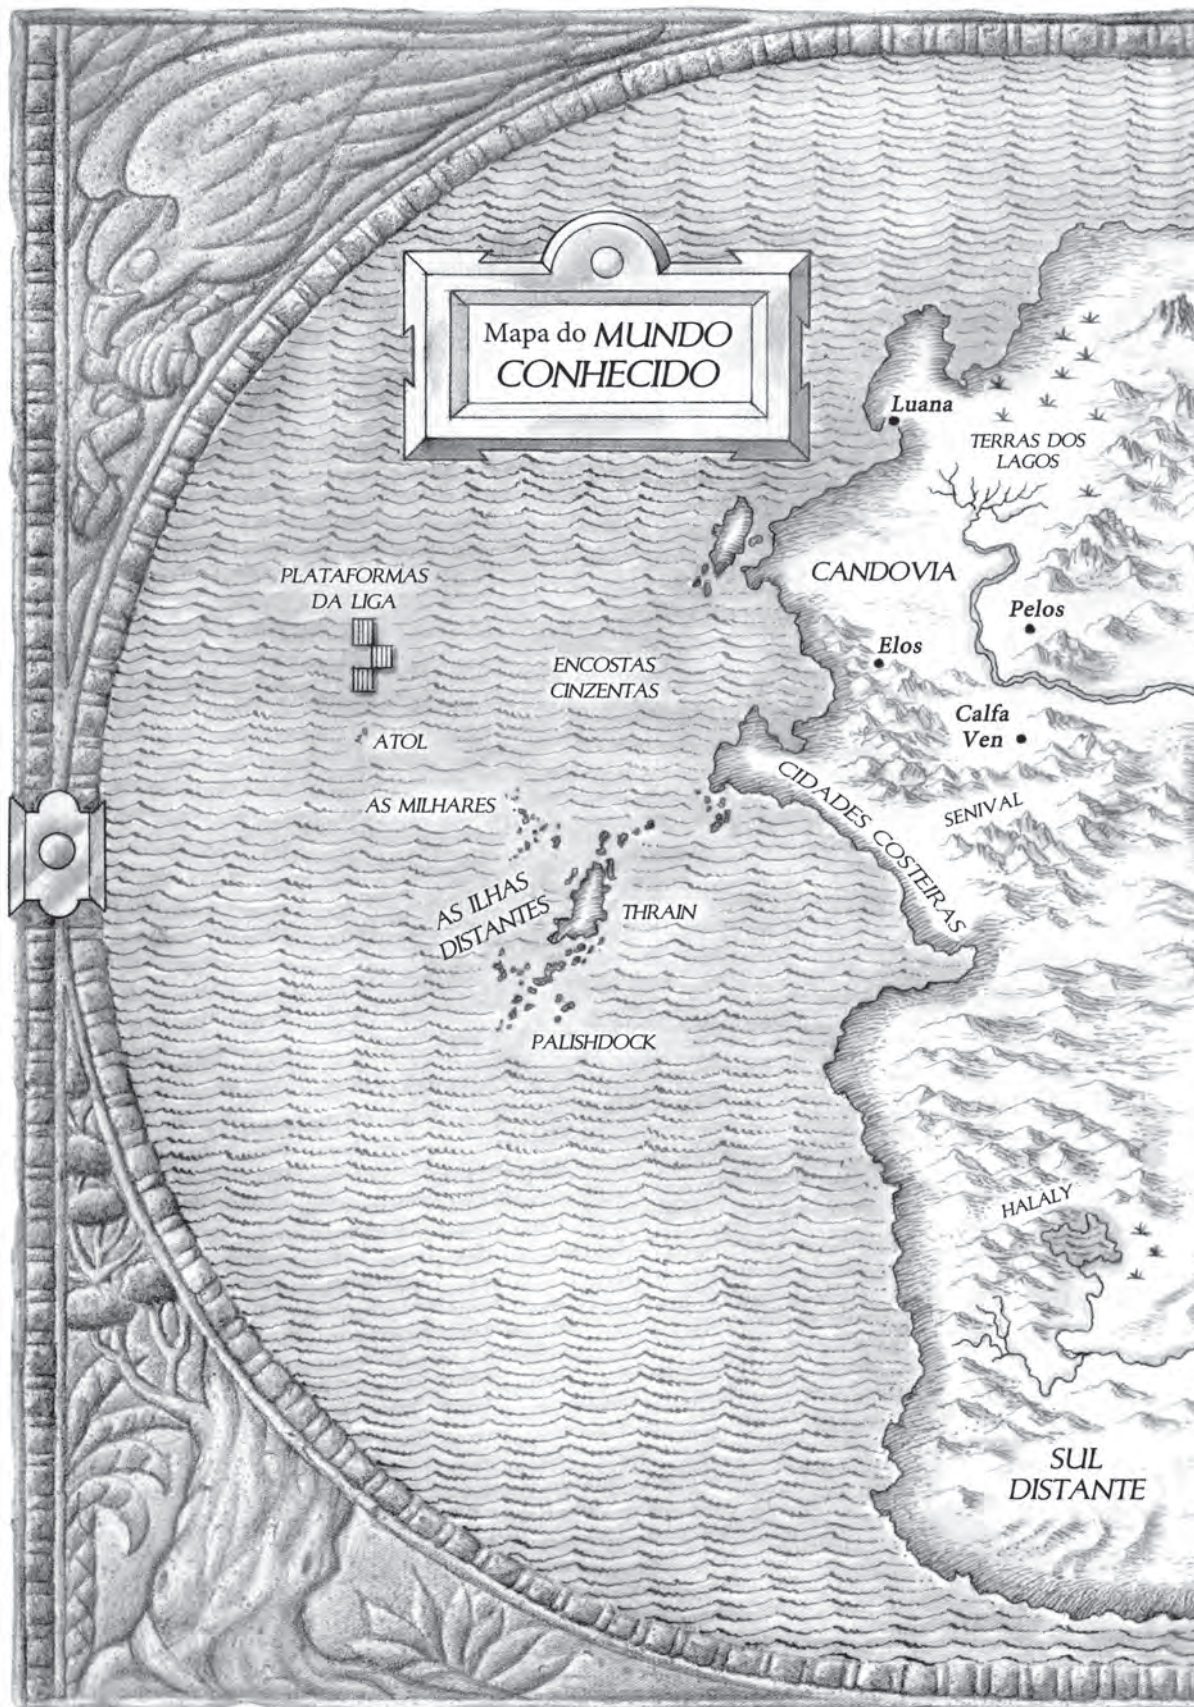 Mapa do MUNDO
CONHECIDO
Luana
TERRAS DOS
LAGOS
CANDOVIA
PLATAFORMAS
DA LIGA
Pelos
Elos
ENCOSTAS
CINZENTAS
Calfa
Ven
ATOL
CIDADES COSTEIRAS
AS MILHARES
SENIVAL
AS ILHAS
DISTANTES
THRAIN
PALISHDOCK
HALALY
SUL
DISTANTE